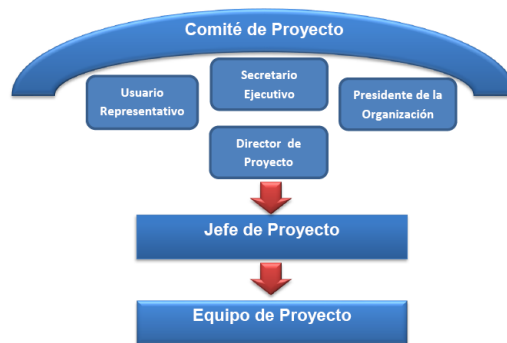 Comité de Proyecto
Usuario
Representativo
Secretario
Ejecutivo
Presidente de la
Organización
Director de
Proyecto
Jefe de Proyecto
Equipo de Proyecto